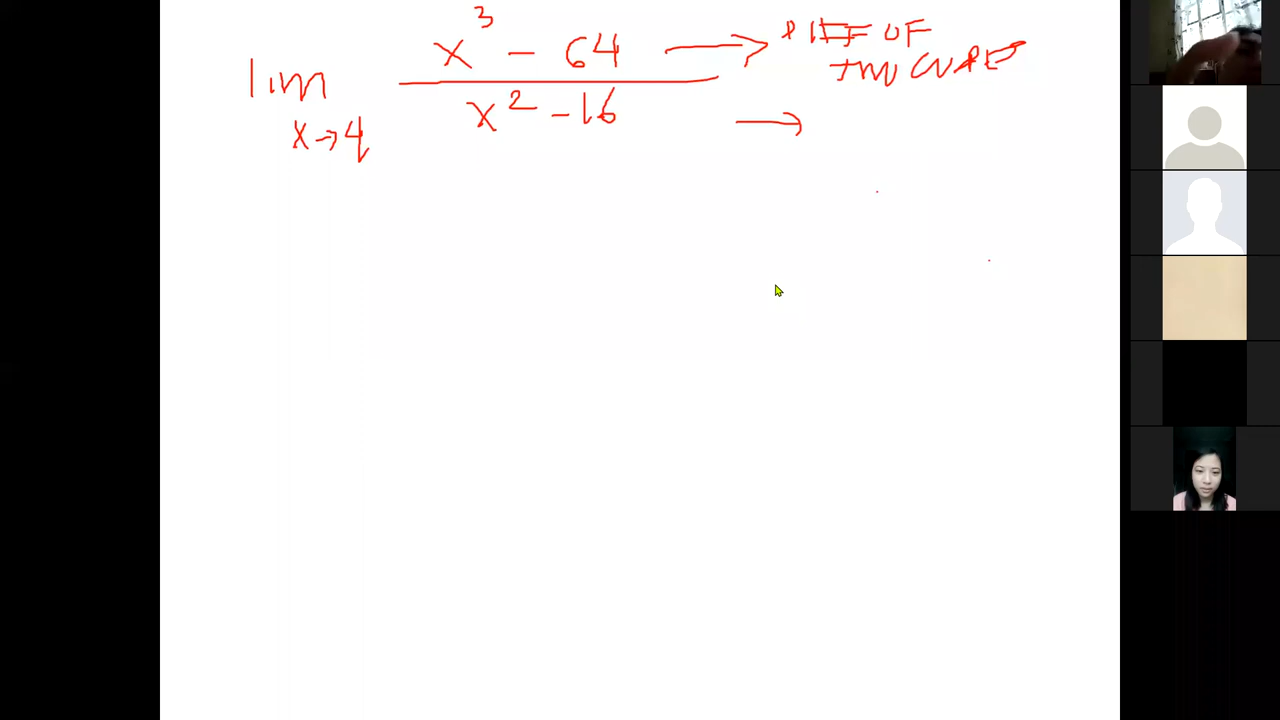 lim x³ - 64 → DIFF OF
x→4 x² - 16 → TWO CUBES